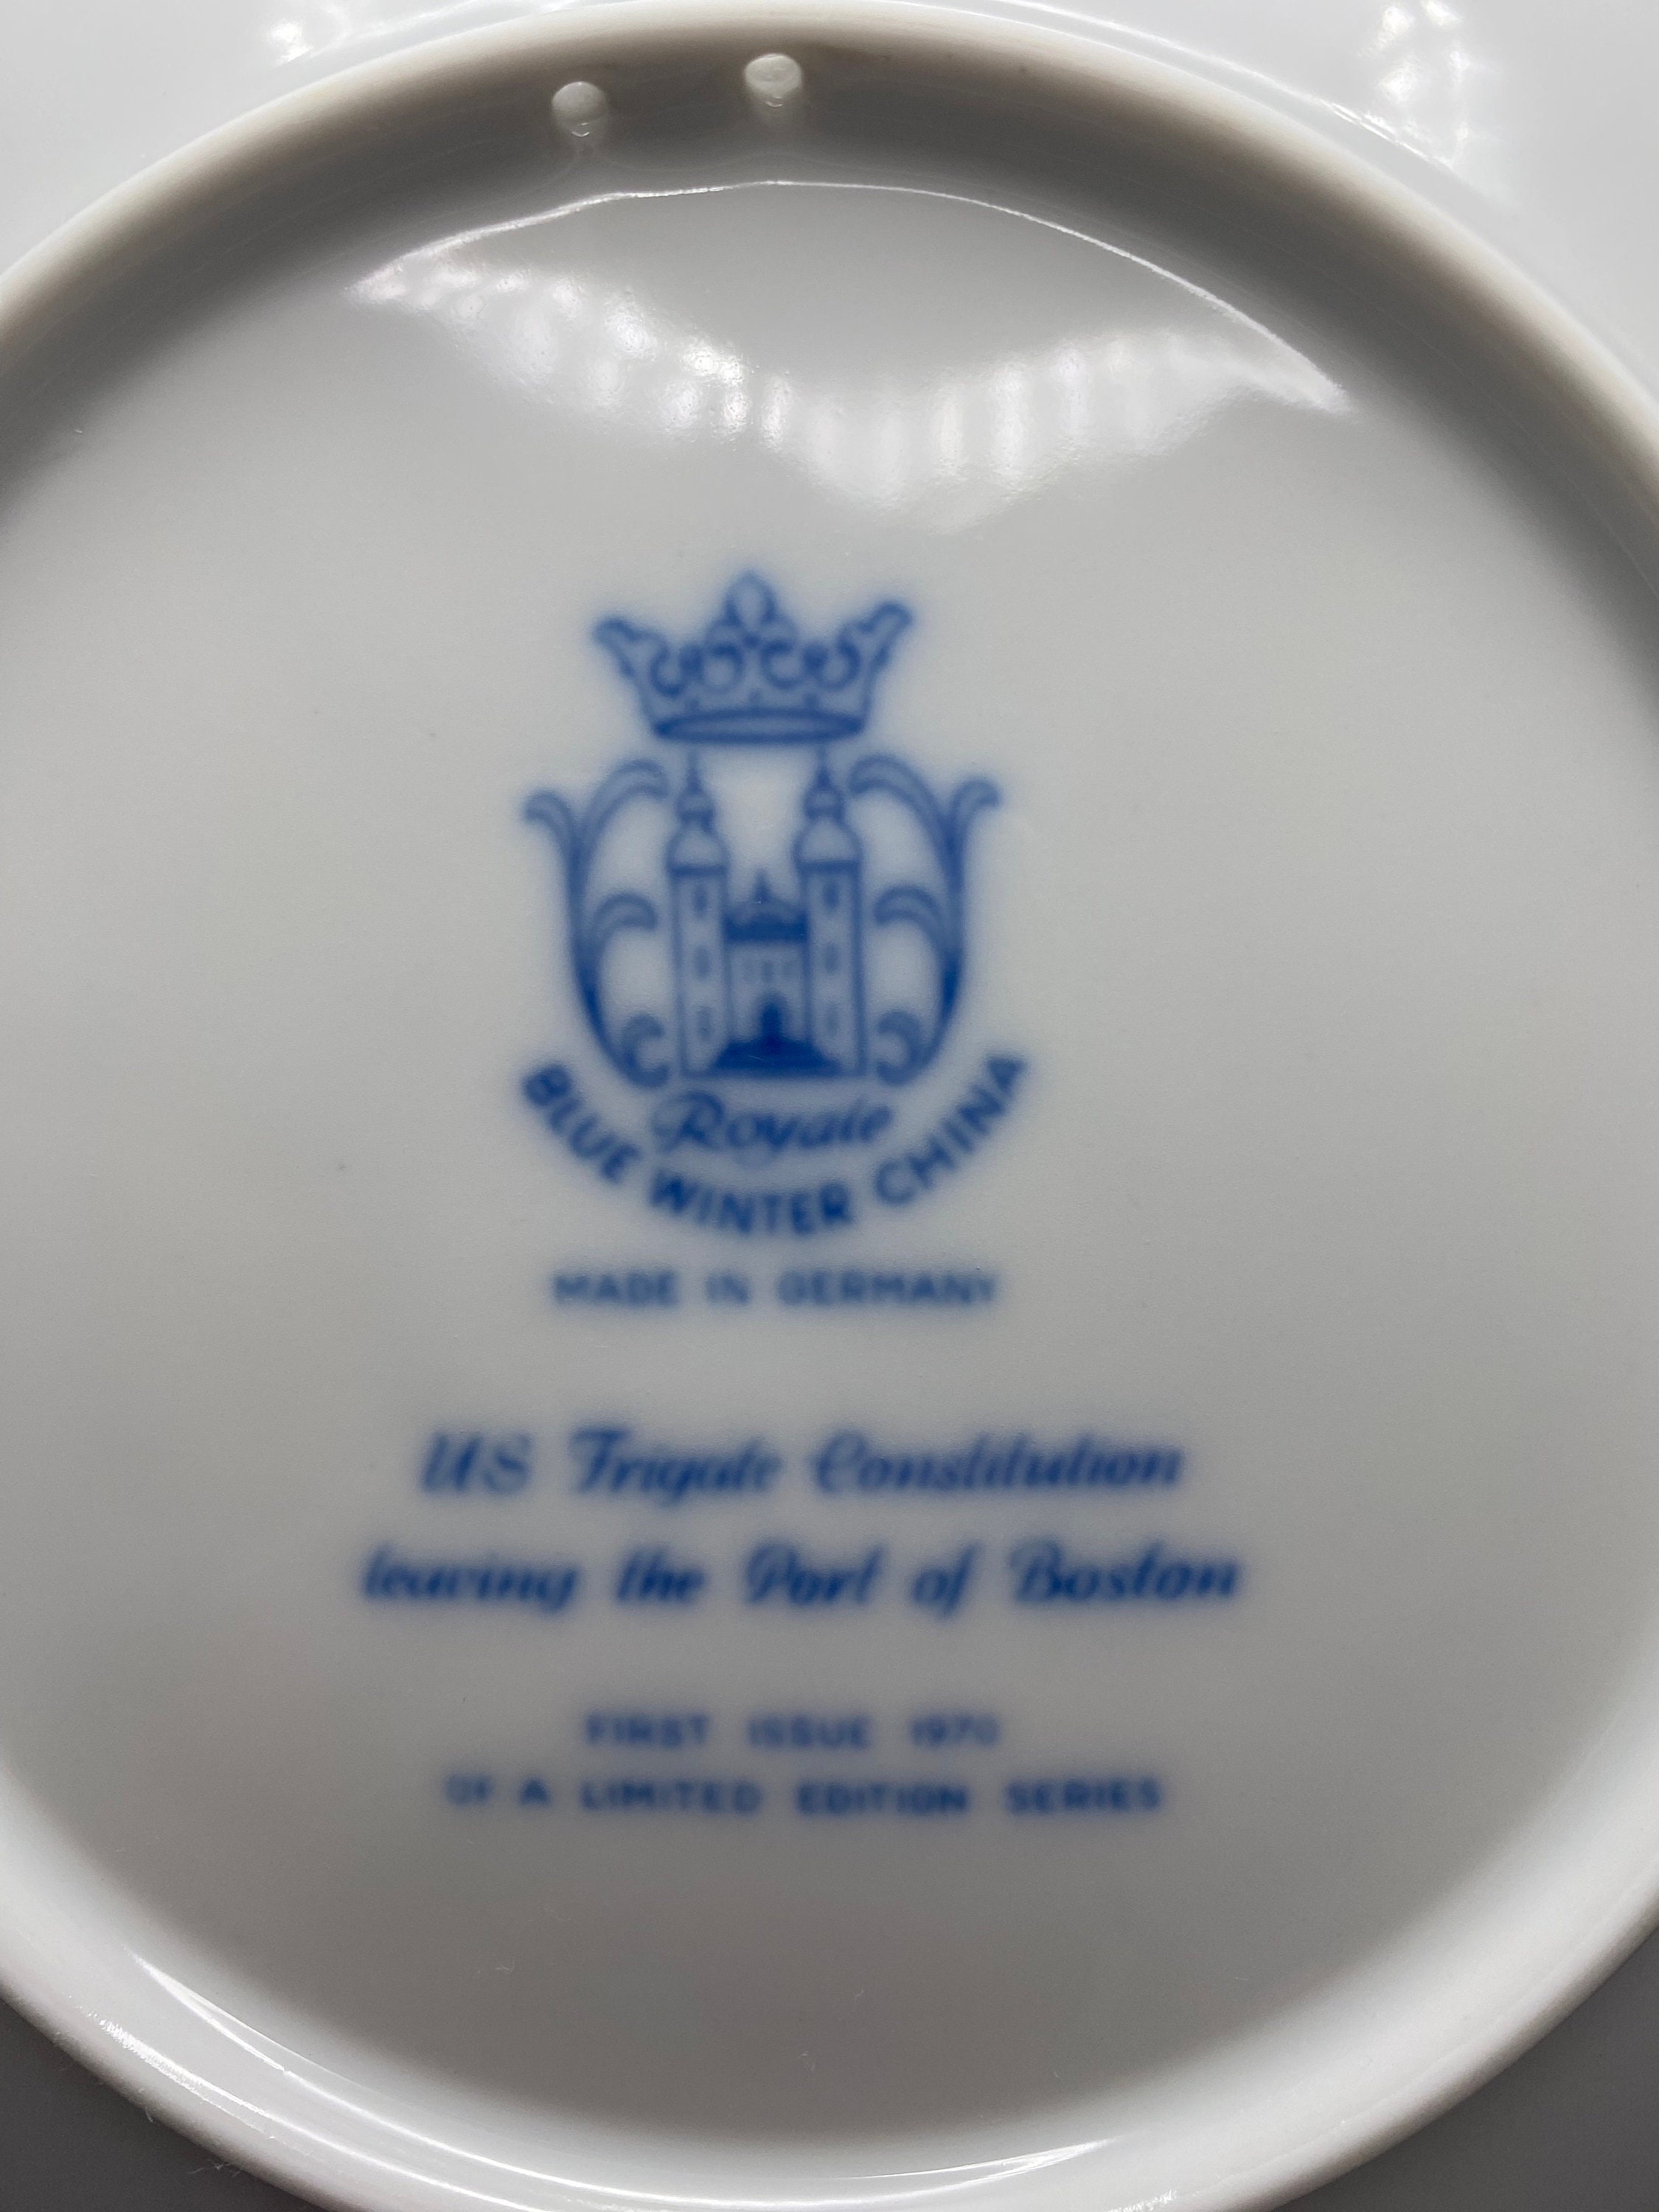 Royale
BLUE WINTER CHINA
MADE IN GERMANY
US Frigate Constitution
leaving the Port of Boston
FIRST ISSUE
OF A LIMITED EDITION SERIES